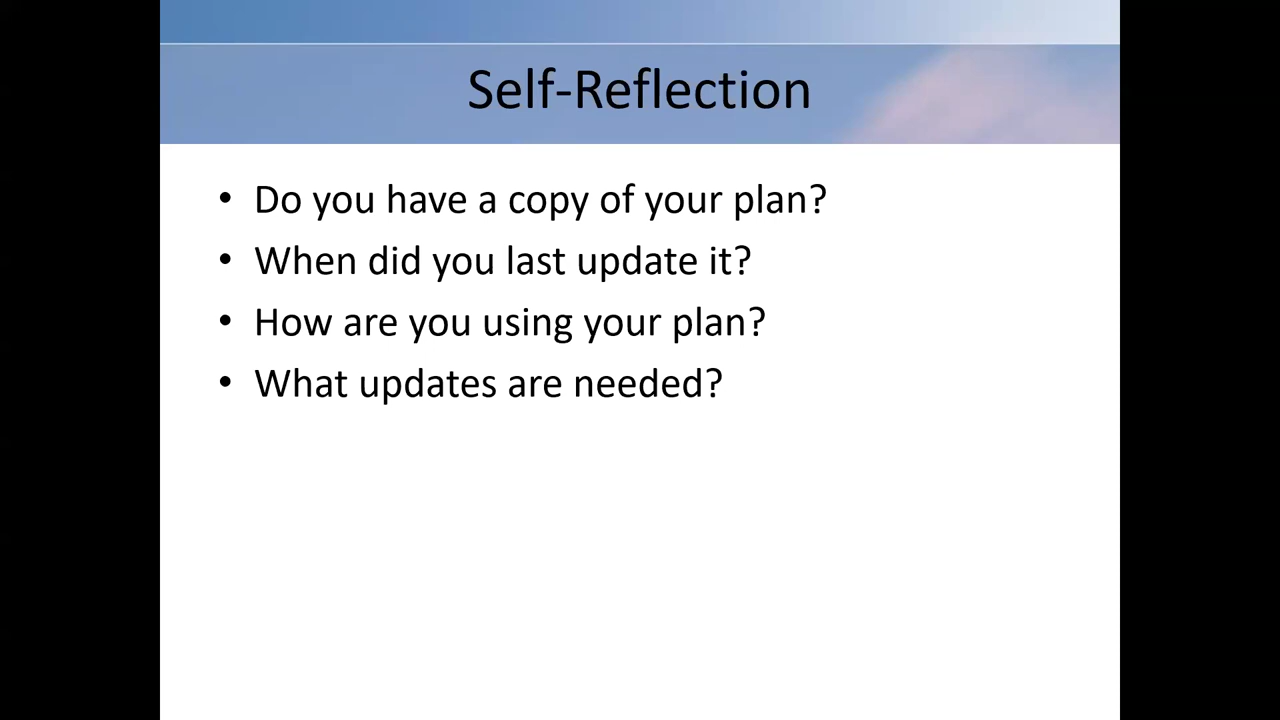 Self-Reflection
• Do you have a copy of your plan?
• When did you last update it?
• How are you using your plan?
• What updates are needed?